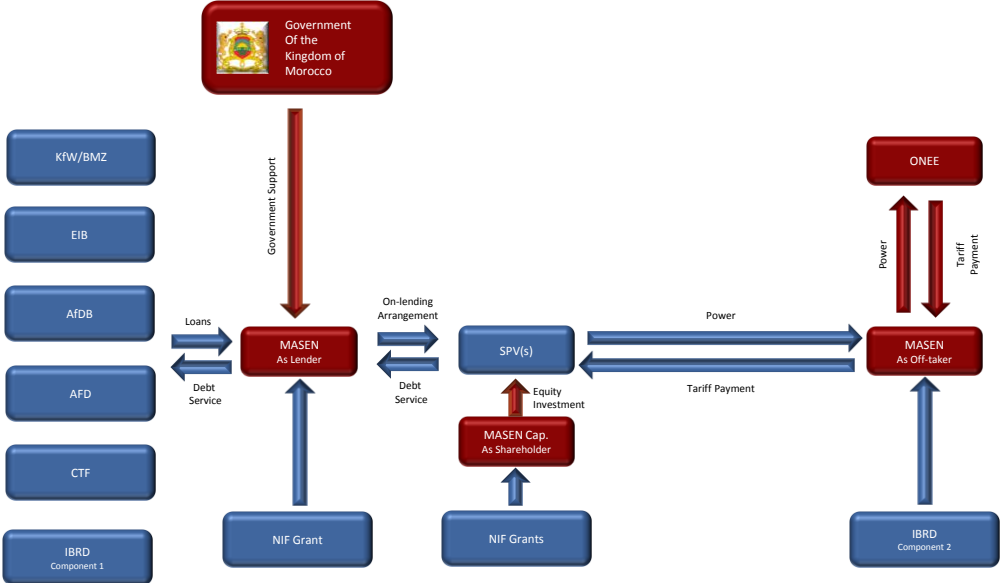 Government
Of the
Kingdom of
Morocco
KfW/BMZ
EIB
AfDB
AFD
CTF
IBRD
Component 1
Government Support
Loans
Debt
Service
MASEN
As Lender
On-lending
Arrangement
Debt
Service
SPV(s)
Equity
Investment
MASEN Cap.
As Shareholder
NIF Grant
NIF Grants
Power
Tariff Payment
ONEE
Power
Tariff
Payment
MASEN
As Off-taker
IBRD
Component 2